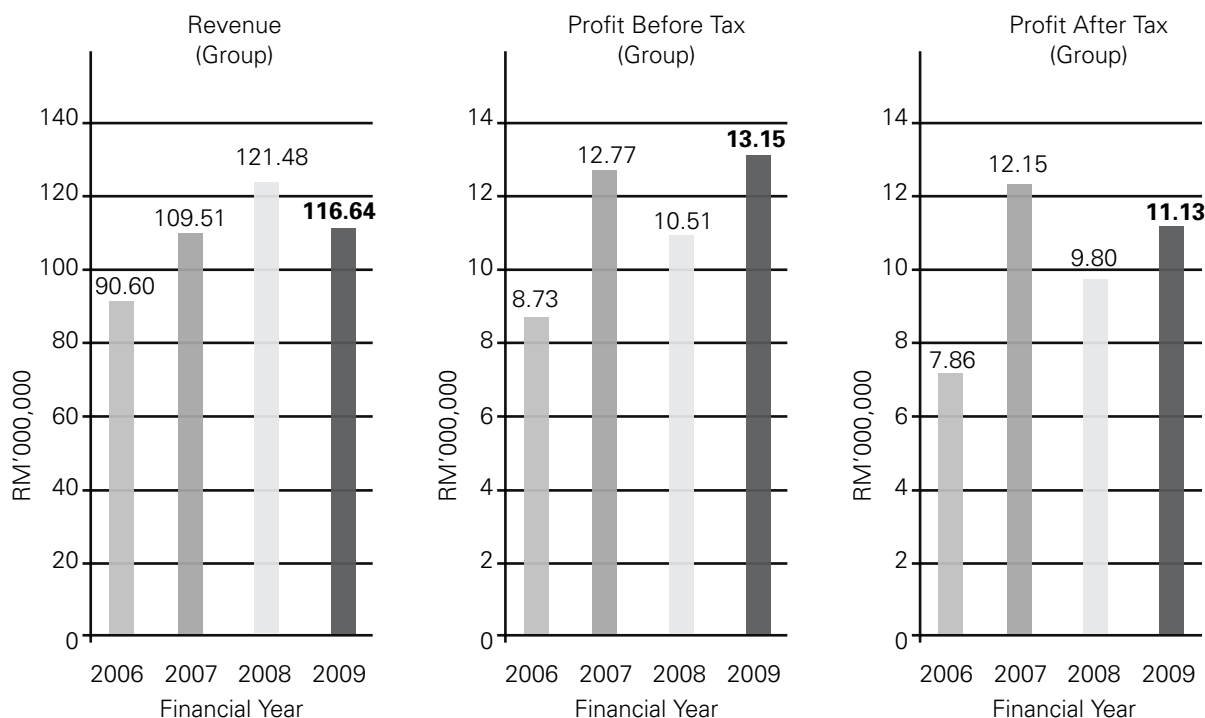 Revenue
(Group)
140
120
100
80
60
40
20
0
RM'000,000
90.60
109.51
121.48
116.64
2006 2007 2008 2009
Financial Year
Profit Before Tax
(Group)
14
12
10
8
6
4
2
0
RM'000,000
8.73
12.77
10.51
13.15
2006 2007 2008 2009
Financial Year
Profit After Tax
(Group)
14
12
10
8
6
4
2
0
RM'000,000
7.86
12.15
9.80
11.13
2006 2007 2008 2009
Financial Year